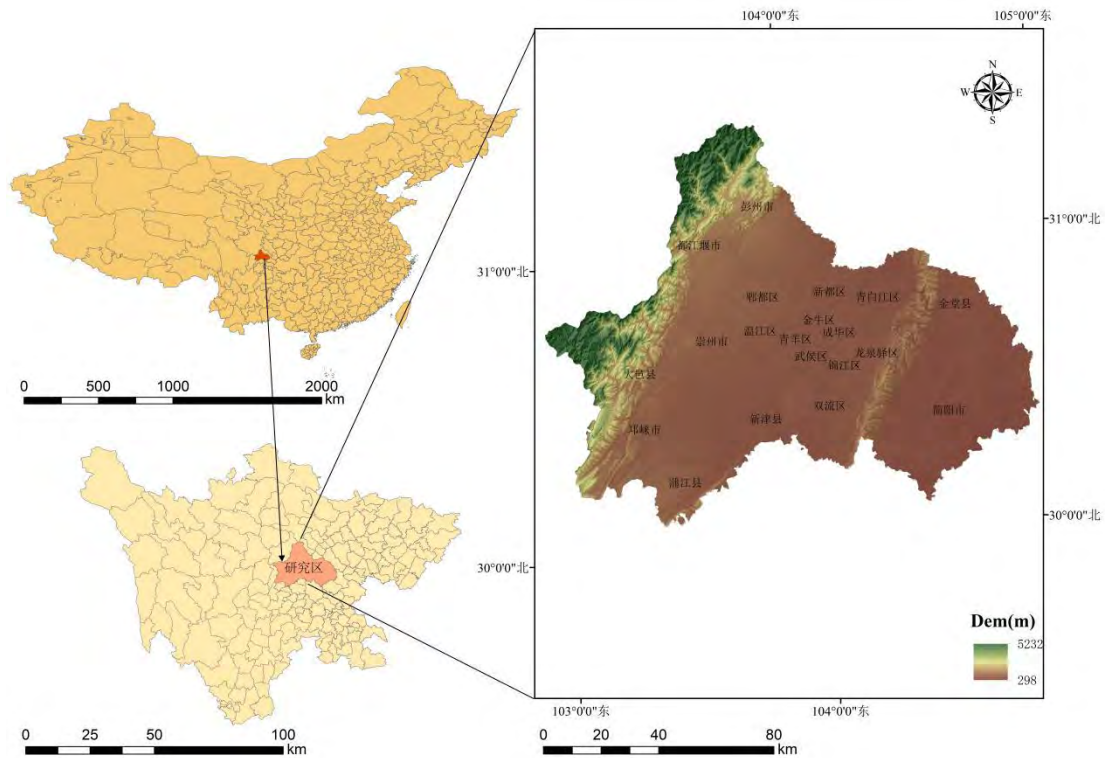 104°0'0"东
105°0'0"东
N
W
E
S
31°0'0"北
31°0'0"北
彭州市
都江堰市
郫都区
新都区
青白江区
金堂县
金牛区
温江区
成华区
崇州市
青羊区
武侯区
龙泉驿区
锦江区
大邑县
双流区
简阳市
新津县
邛崃市
蒲江县
0
500
1000
2000
km
研究区
30°0'0"北
30°0'0"北
Dem(m)
5232
298
103°0'0"东
104°0'0"东
0
25
50
100
km
0
20
40
80
km